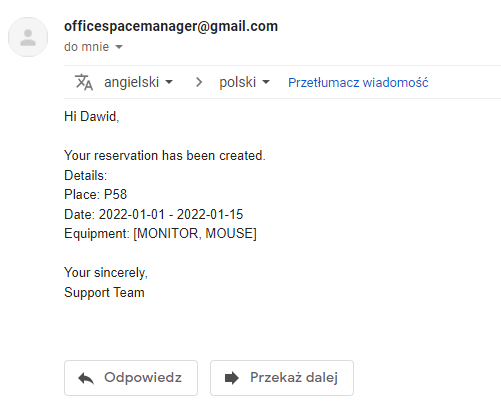 officespacemanager@gmail.com
do mnie
angielski > polski Przetłumacz wiadomość
Hi Dawid,
Your reservation has been created.
Details:
Place: P58
Date: 2022-01-01 - 2022-01-15
Equipment: [MONITOR, MOUSE]
Your sincerely,
Support Team
Odpowiedz Przekaż dalej